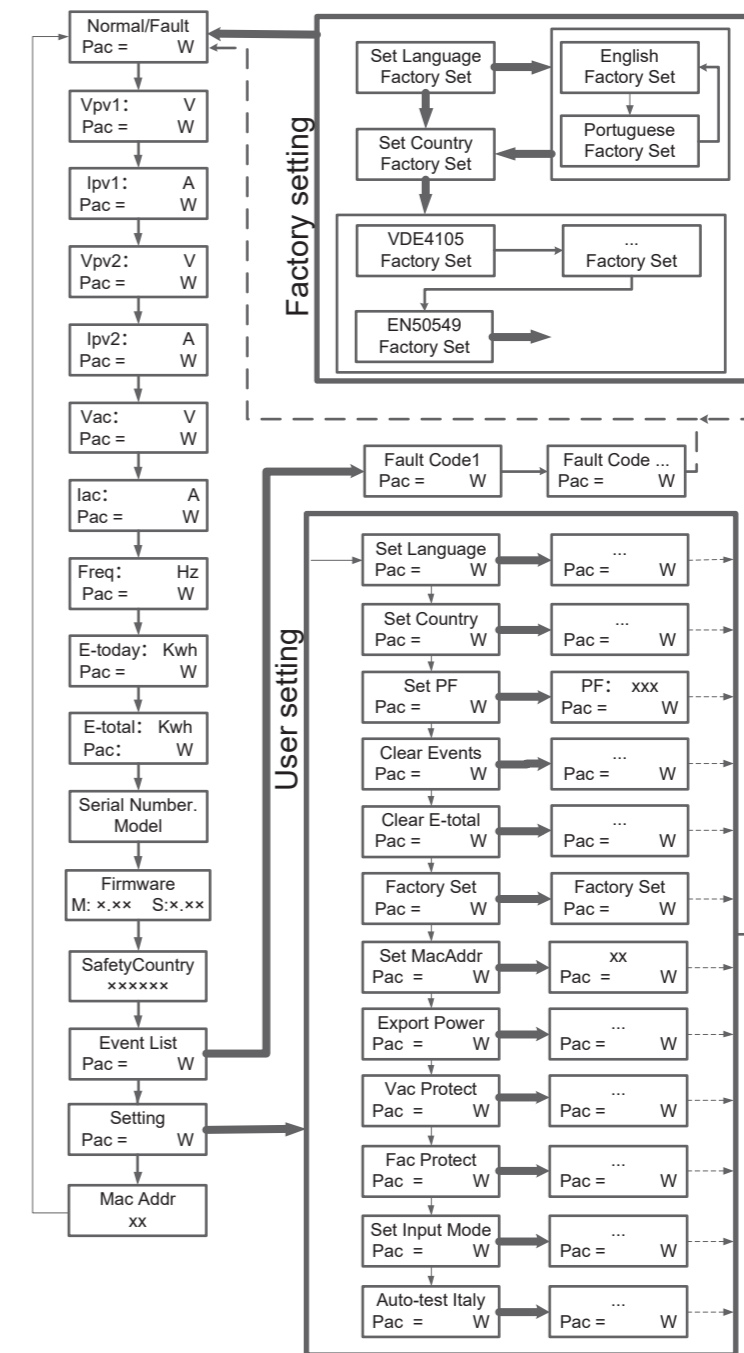 Normal/Fault
Pac = W
Vpv1: V
Pac = W
Ipv1: A
Pac = W
Vpv2: V
Pac = W
Ipv2: A
Pac = W
Vac: V
Pac = W
Iac: A
Pac = W
Freq: Hz
Pac = W
E-today: Kwh
Pac = W
E-total: Kwh
Pac: W
Serial Number.
Model
Firmware
M: ×.×× S:×.××
SafetyCountry
××××××
Event List
Pac = W
Setting
Pac = W
Mac Addr
xx
Factory setting
Set Language
Factory Set
English
Factory Set
Portuguese
Factory Set
Set Country
Factory Set
VDE4105
Factory Set
...
Factory Set
EN50549
Factory Set
Fault Code1
Pac = W
Fault Code ...
Pac = W
User setting
Set Language
Pac = W
...
Pac = W
Set Country
Pac = W
...
Pac = W
Set PF
Pac = W
PF: xxx
Pac = W
Clear Events
Pac = W
...
Pac = W
Clear E-total
Pac = W
...
Pac = W
Factory Set
Pac = W
Factory Set
Pac = W
Set MacAddr
Pac = W
xx
Pac = W
Export Power
Pac = W
...
Pac = W
Vac Protect
Pac = W
...
Pac = W
Fac Protect
Pac = W
...
Pac = W
Set Input Mode
Pac = W
...
Pac = W
Auto-test Italy
Pac = W
...
Pac = W